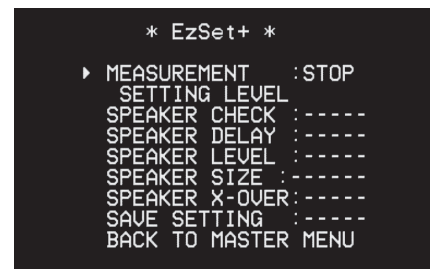 * EzSet+ *
MEASUREMENT :STOP
SETTING LEVEL
SPEAKER CHECK :-----
SPEAKER DELAY :-----
SPEAKER LEVEL :-----
SPEAKER SIZE :------
SPEAKER X-OVER:-----
SAVE SETTING :-----
BACK TO MASTER MENU